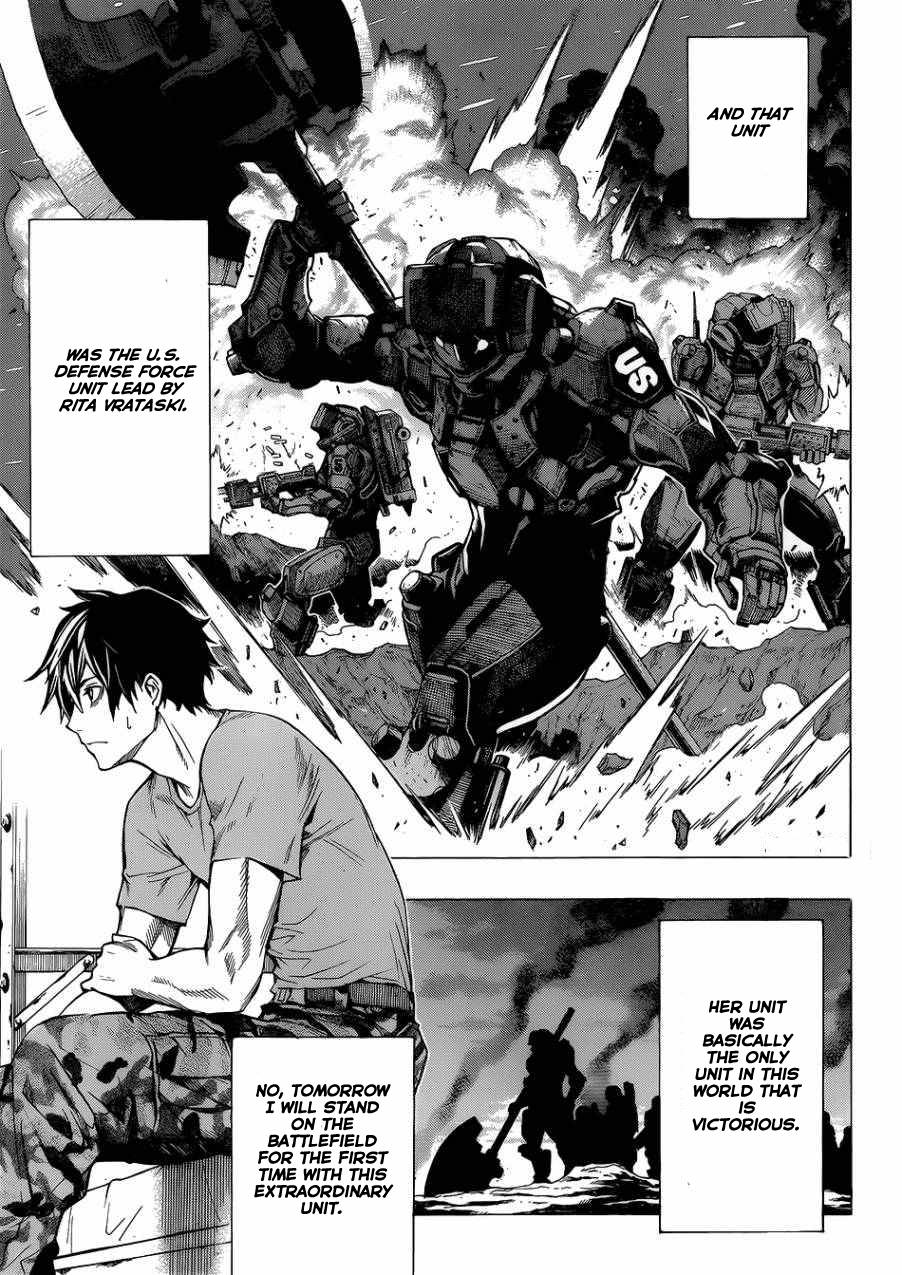 AND THAT
UNIT
WAS THE U.S.
DEFENSE FORCE
UNIT LEAD BY
RITA VRATASKI.
US
S
HER UNIT
WAS
BASICALLY
THE ONLY
UNIT IN THIS
WORLD THAT
IS
VICTORIOUS.
NO, TOMORROW
I WILL STAND
ON THE
BATTLEFIELD
FOR THE FIRST
TIME WITH THIS
EXTRAORDINARY
UNIT.